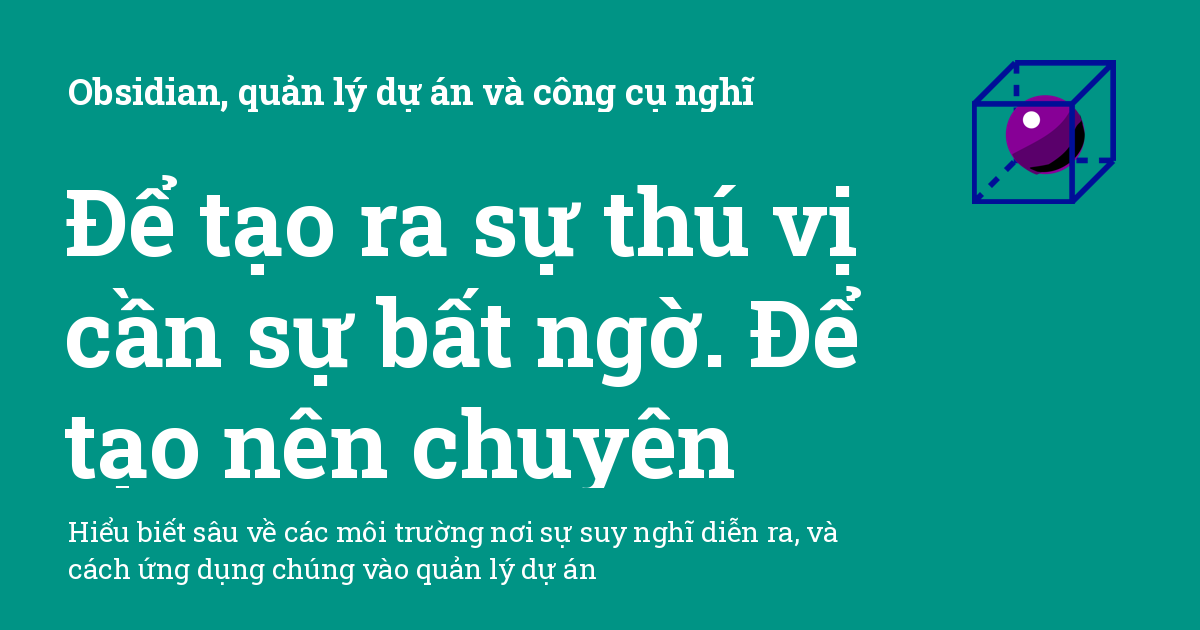 Obsidian, quản lý dự án và công cụ nghĩ
Để tạo ra sự thú vị
cần sự bất ngờ. Để
tạo nên chuyên
Hiểu biết sâu về các môi trường nơi sự suy nghĩ diễn ra, và
cách ứng dụng chúng vào quản lý dự án